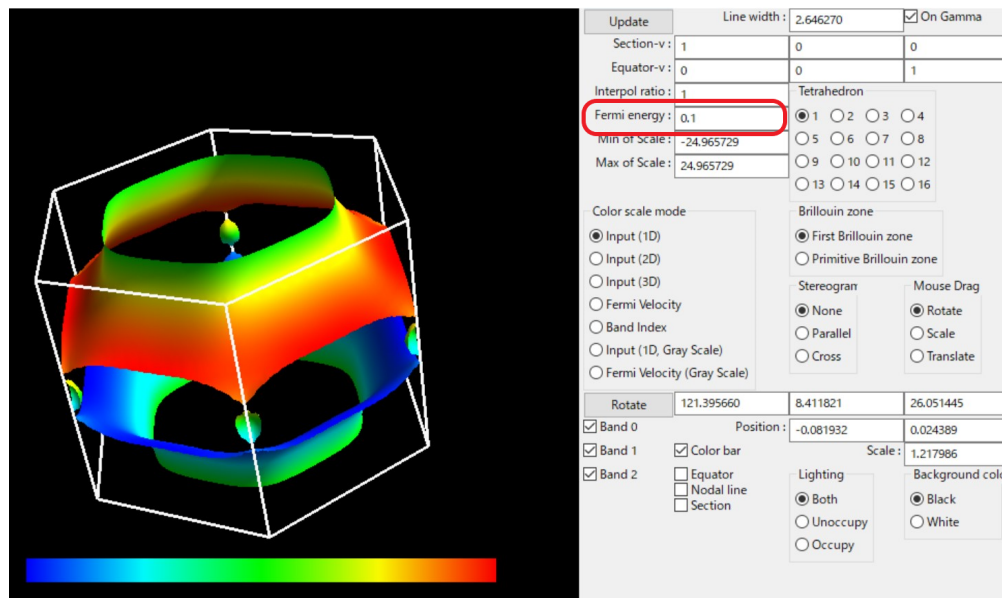 Update Line width : 2.646270 On Gamma
Section-v : 1 0 0
Equator-v : 0 0 1
Interpol ratio : 1 Tetrahedron
Fermi energy : 0.1 1 2 3 4
Min of Scale : -24.965729 5 6 7 8
Max of Scale : 24.965729 9 10 11 12
13 14 15 16
Color scale mode Brillouin zone
Input (1D) First Brillouin zone
Input (2D) Primitive Brillouin zone
Input (3D) Stereogram Mouse Drag
Fermi Velocity None Rotate
Band Index Parallel Scale
Input (1D, Gray Scale) Cross Translate
Fermi Velocity (Gray Scale)
Rotate 121.395660 8.411821 26.051445
Band 0 Position : -0.081932 0.024389
Band 1 Color bar Scale : 1.217986
Band 2 Equator Lighting Background colo
Nodal line Both Black
Section Unoccupy White
Occupy